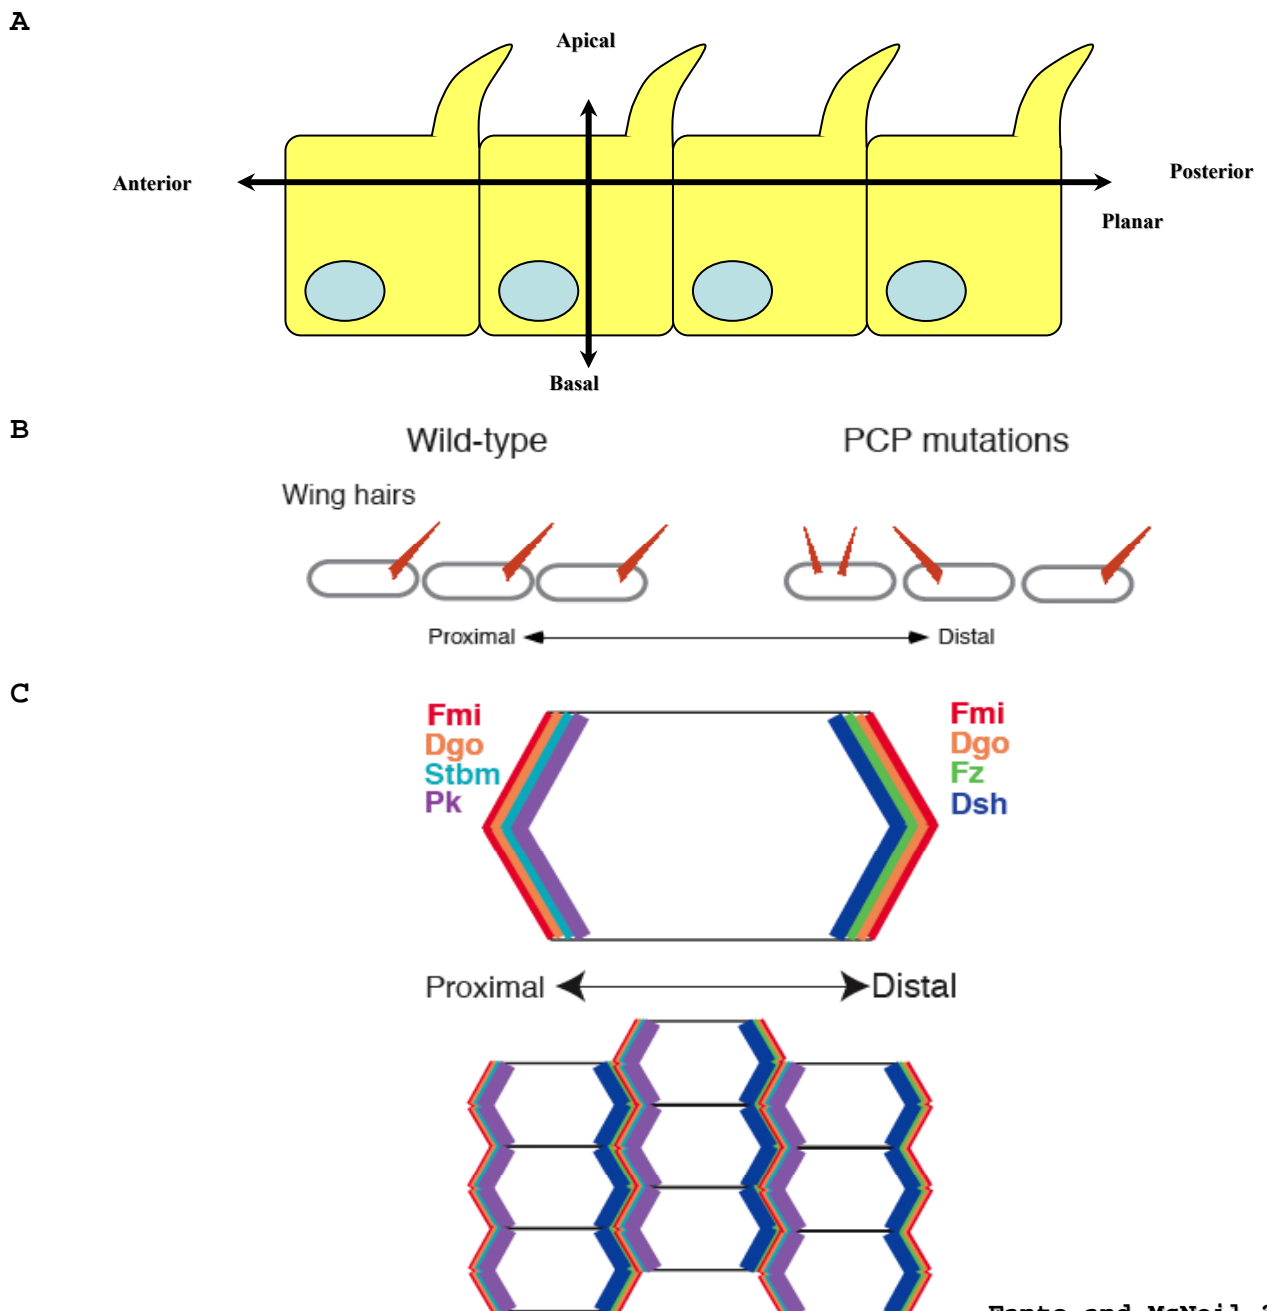 A
Apical
Anterior
Posterior
Planar
Basal
B
Wild-type PCP mutations
Wing hairs
Proximal Distal
C
Fmi Fmi
Dgo Dgo
Stbm Fz
Pk Dsh
Proximal Distal